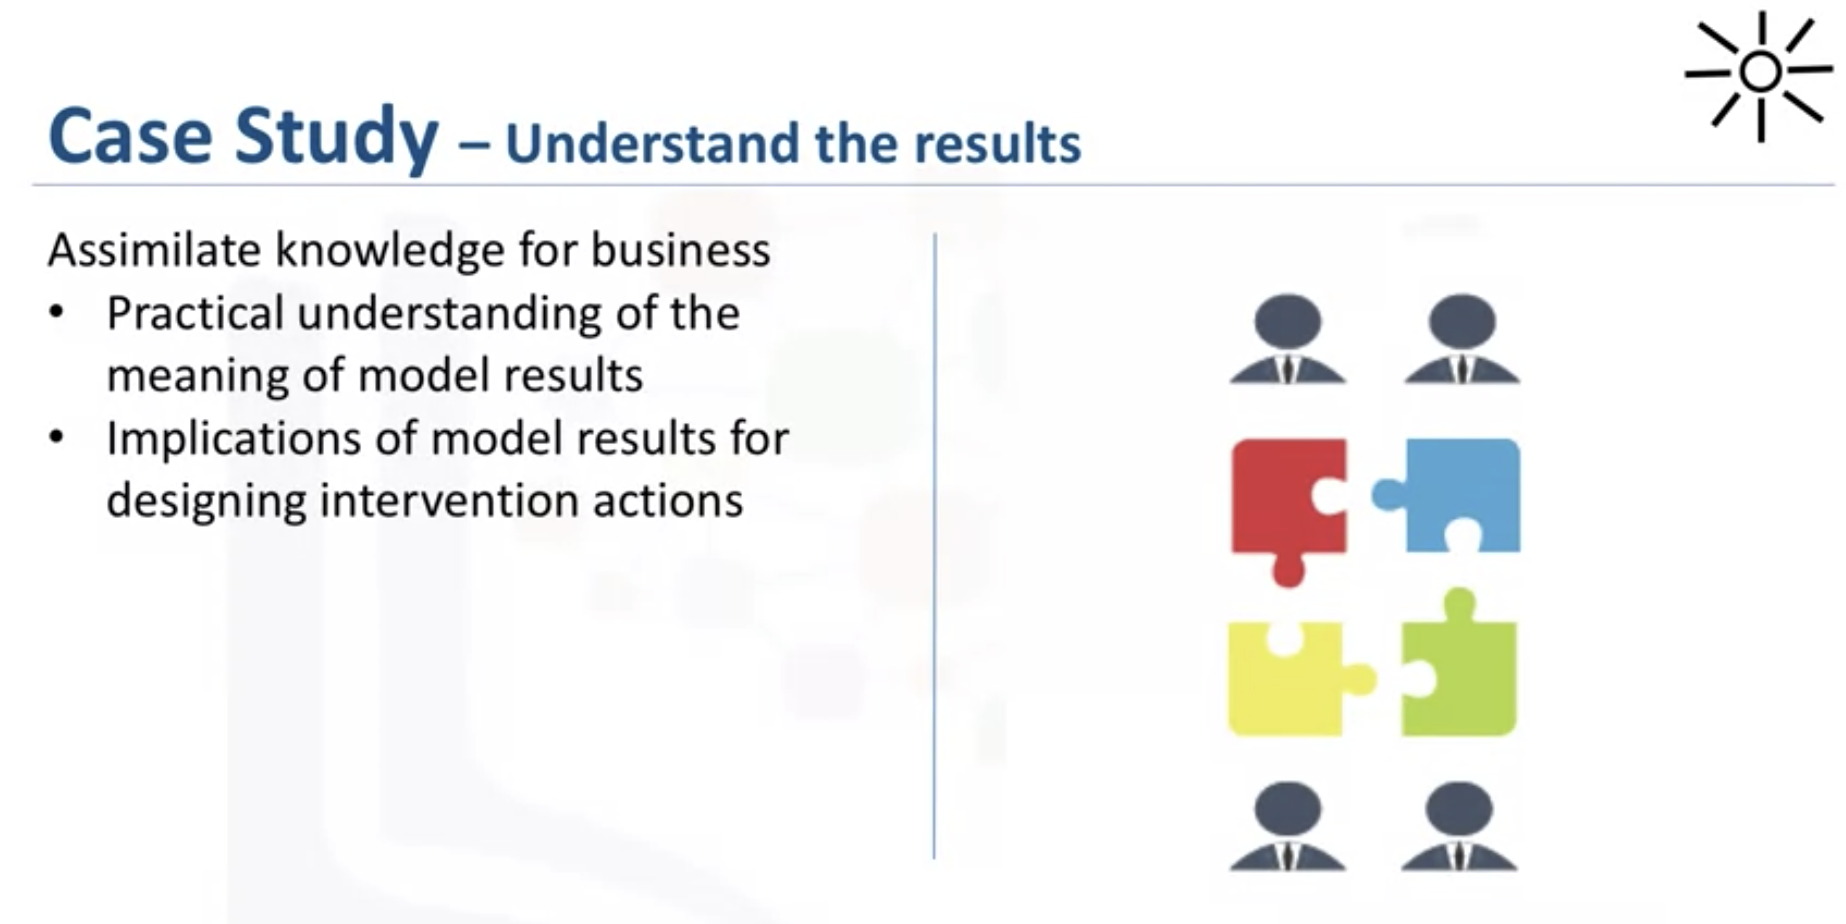 Case Study – Understand the results
Assimilate knowledge for business
• Practical understanding of the
meaning of model results
• Implications of model results for
designing intervention actions